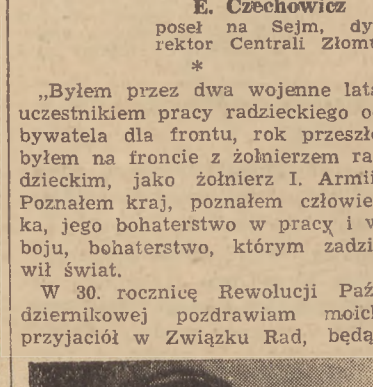 E. Czechowicz
poseł na Sejm, dy
rektor Centrali Złomu
*
„Byłem przez dwa wojenne lata
uczestnikiem pracy radzieckiego o
bywatela dla frontu, rok przeszło
byłem na froncie z żołnierzem ra
dzieckim, jako żołnierz I. Armii
Poznałem kraj, poznałem człowie
ka, jego bohaterstwo w pracy i w
boju, bohaterstwo, którym zadzi
wił świat.
W 30. rocznicę Rewolucji Paź
dziernikowej pozdrawiam moich
przyjaciół w Związku Rad, będą